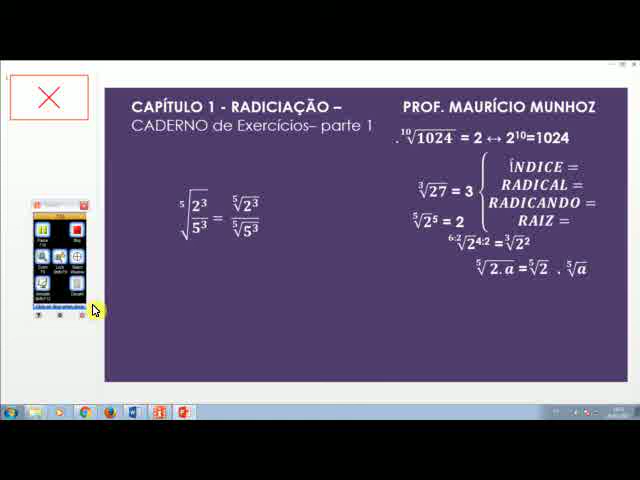 CAPÍTULO 1 - RADICIAÇÃO –
CADERNO de Exercícios– parte 1
PROF. MAURÍCIO MUNHOZ
.¹⁰√1024 = 2 ↔ 2¹⁰=1024
³√27 = 3
ÍNDICE =
RADICAL =
RADICANDO =
RAIZ =
⁵√2⁵ = 2
⁶˸²√2⁴˸² = ³√2²
⁵√2.a = ⁵√2 . ⁵√a
⁵√(2³/5³) = ⁵√2³/⁵√5³